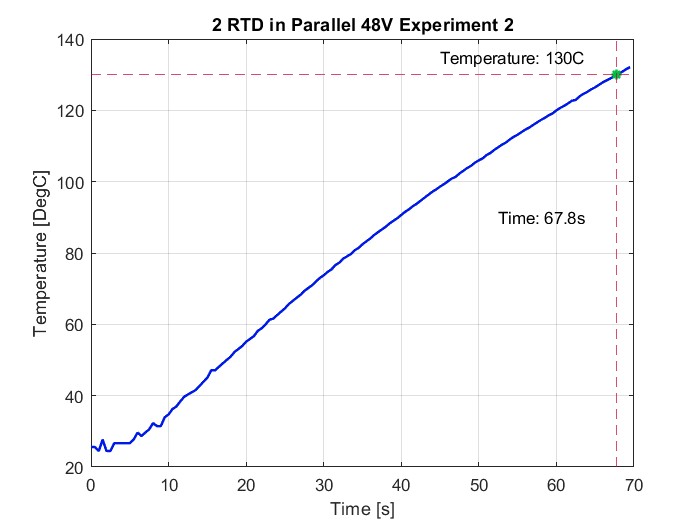 2 RTD in Parallel 48V Experiment 2
140
Temperature: 130C
120
100
Time: 67.8s
80
60
40
20
Temperature [DegC]
0 10 20 30 40 50 60 70
Time [s]